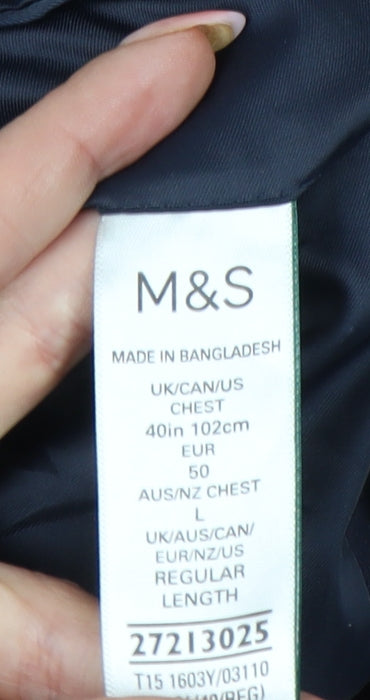 M&S
MADE IN BANGLADESH
UK/CAN/US
CHEST
40in 102cm
EUR
50
AUS/NZ CHEST
L
UK/AUS/CAN/
EUR/NZ/US
REGULAR
LENGTH
27213025
T15 1603Y/03110